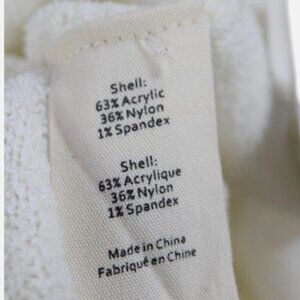 Shell:
63% Acrylic
36% Nylon
1% Spandex
Shell:
63% Acrylique
36% Nylon
1% Spandex
Made in China
Fabriqué en Chine